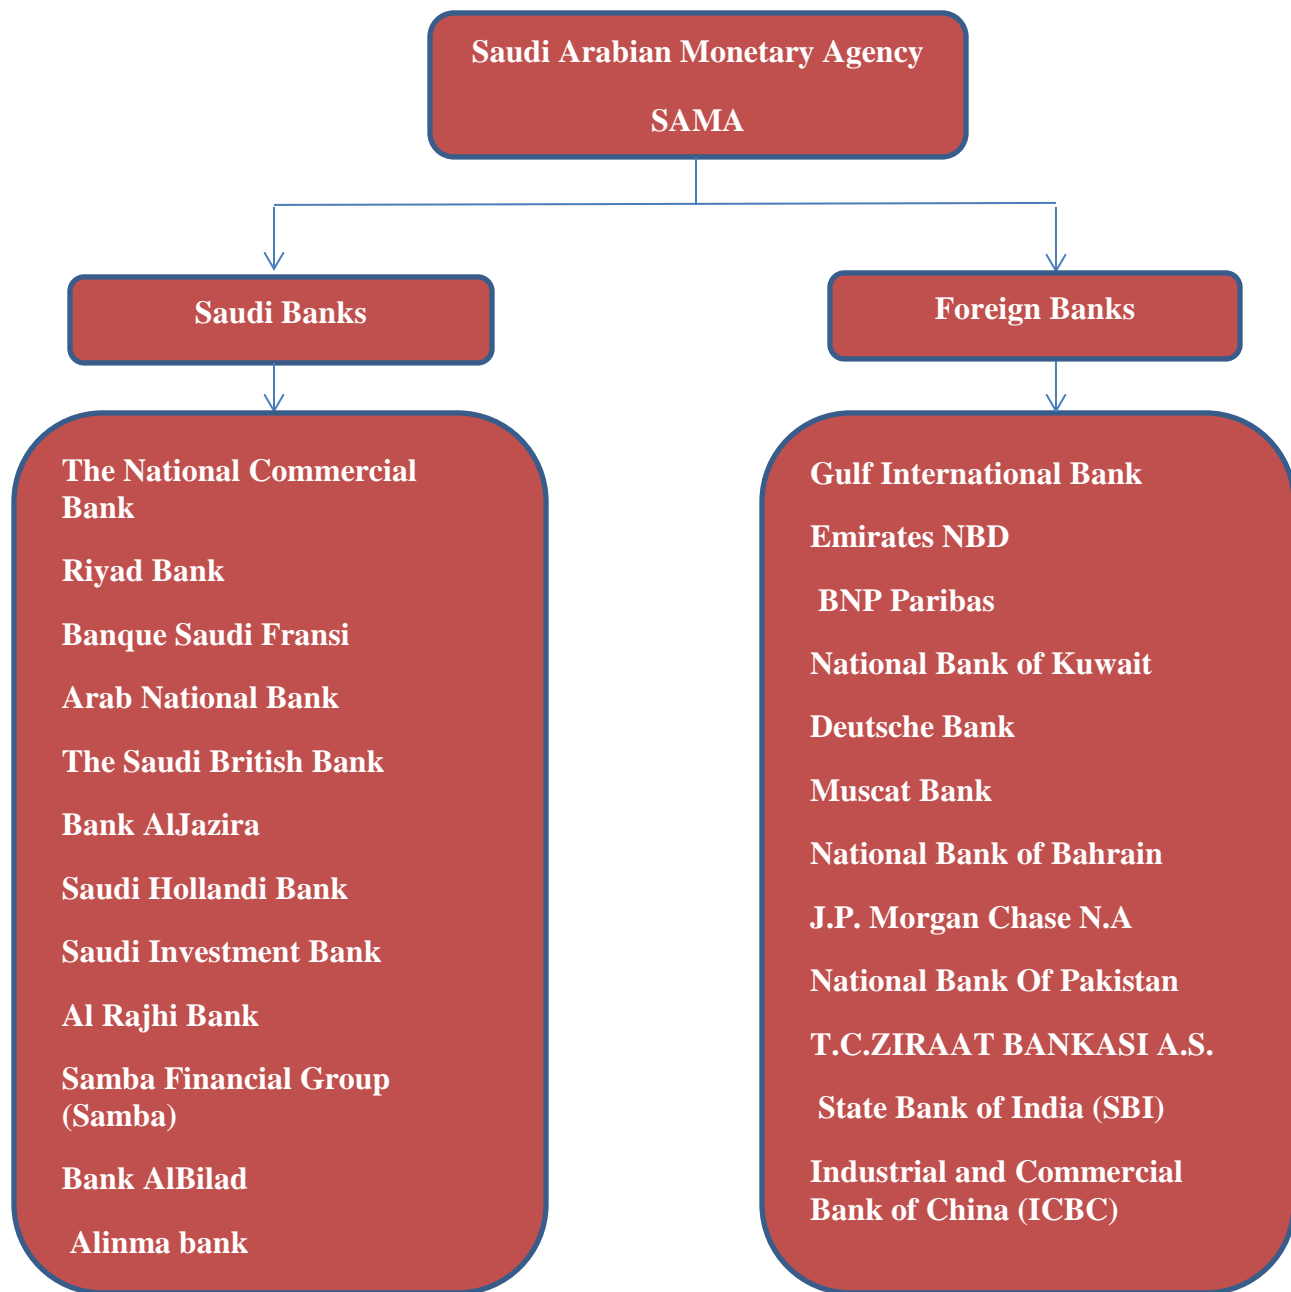 Saudi Arabian Monetary Agency
SAMA
Saudi Banks
Foreign Banks
The National Commercial
Bank
Riyad Bank
Banque Saudi Fransi
Arab National Bank
The Saudi British Bank
Bank AlJazira
Saudi Hollandi Bank
Saudi Investment Bank
Al Rajhi Bank
Samba Financial Group
(Samba)
Bank AlBilad
Alinma bank
Gulf International Bank
Emirates NBD
BNP Paribas
National Bank of Kuwait
Deutsche Bank
Muscat Bank
National Bank of Bahrain
J.P. Morgan Chase N.A
National Bank Of Pakistan
T.C.ZIRAAT BANKASI A.S.
State Bank of India (SBI)
Industrial and Commercial
Bank of China (ICBC)